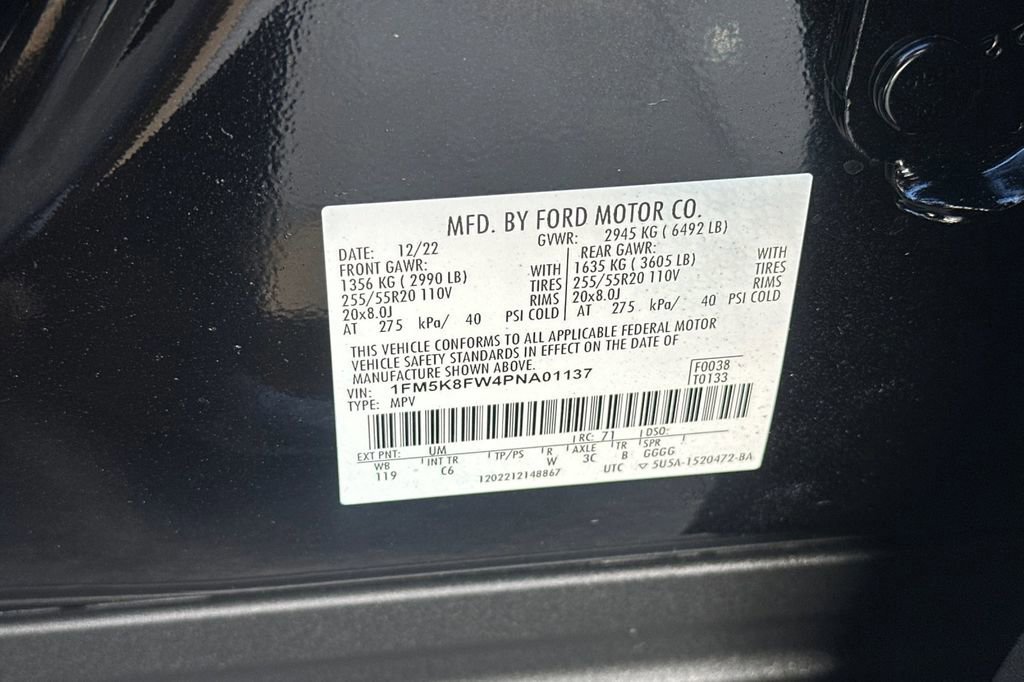 MFD. BY FORD MOTOR CO.
DATE: 12/22 GVWR: 2945 KG ( 6492 LB)
FRONT GAWR: REAR GAWR:
1356 KG ( 2990 LB) WITH 1635 KG ( 3605 LB) WITH
255/55R20 110V TIRES 255/55R20 110V TIRES
20x8.0J RIMS 20x8.0J RIMS
AT 275 kPa/ 40 PSI COLD AT 275 kPa/ 40 PSI COLD
THIS VEHICLE CONFORMS TO ALL APPLICABLE FEDERAL MOTOR
VEHICLE SAFETY STANDARDS IN EFFECT ON THE DATE OF
MANUFACTURE SHOWN ABOVE.
VIN: 1FM5K8FW4PNA01137 F0038
TYPE: MPV T0133
EXT PNT: UM RC: 71 DSO:
WB INT TR TP/PS R AXLE TR SPR
119 C6 W 3C B GGGG
1202212148867 UTC ▽ 5U5A-1520472-BA